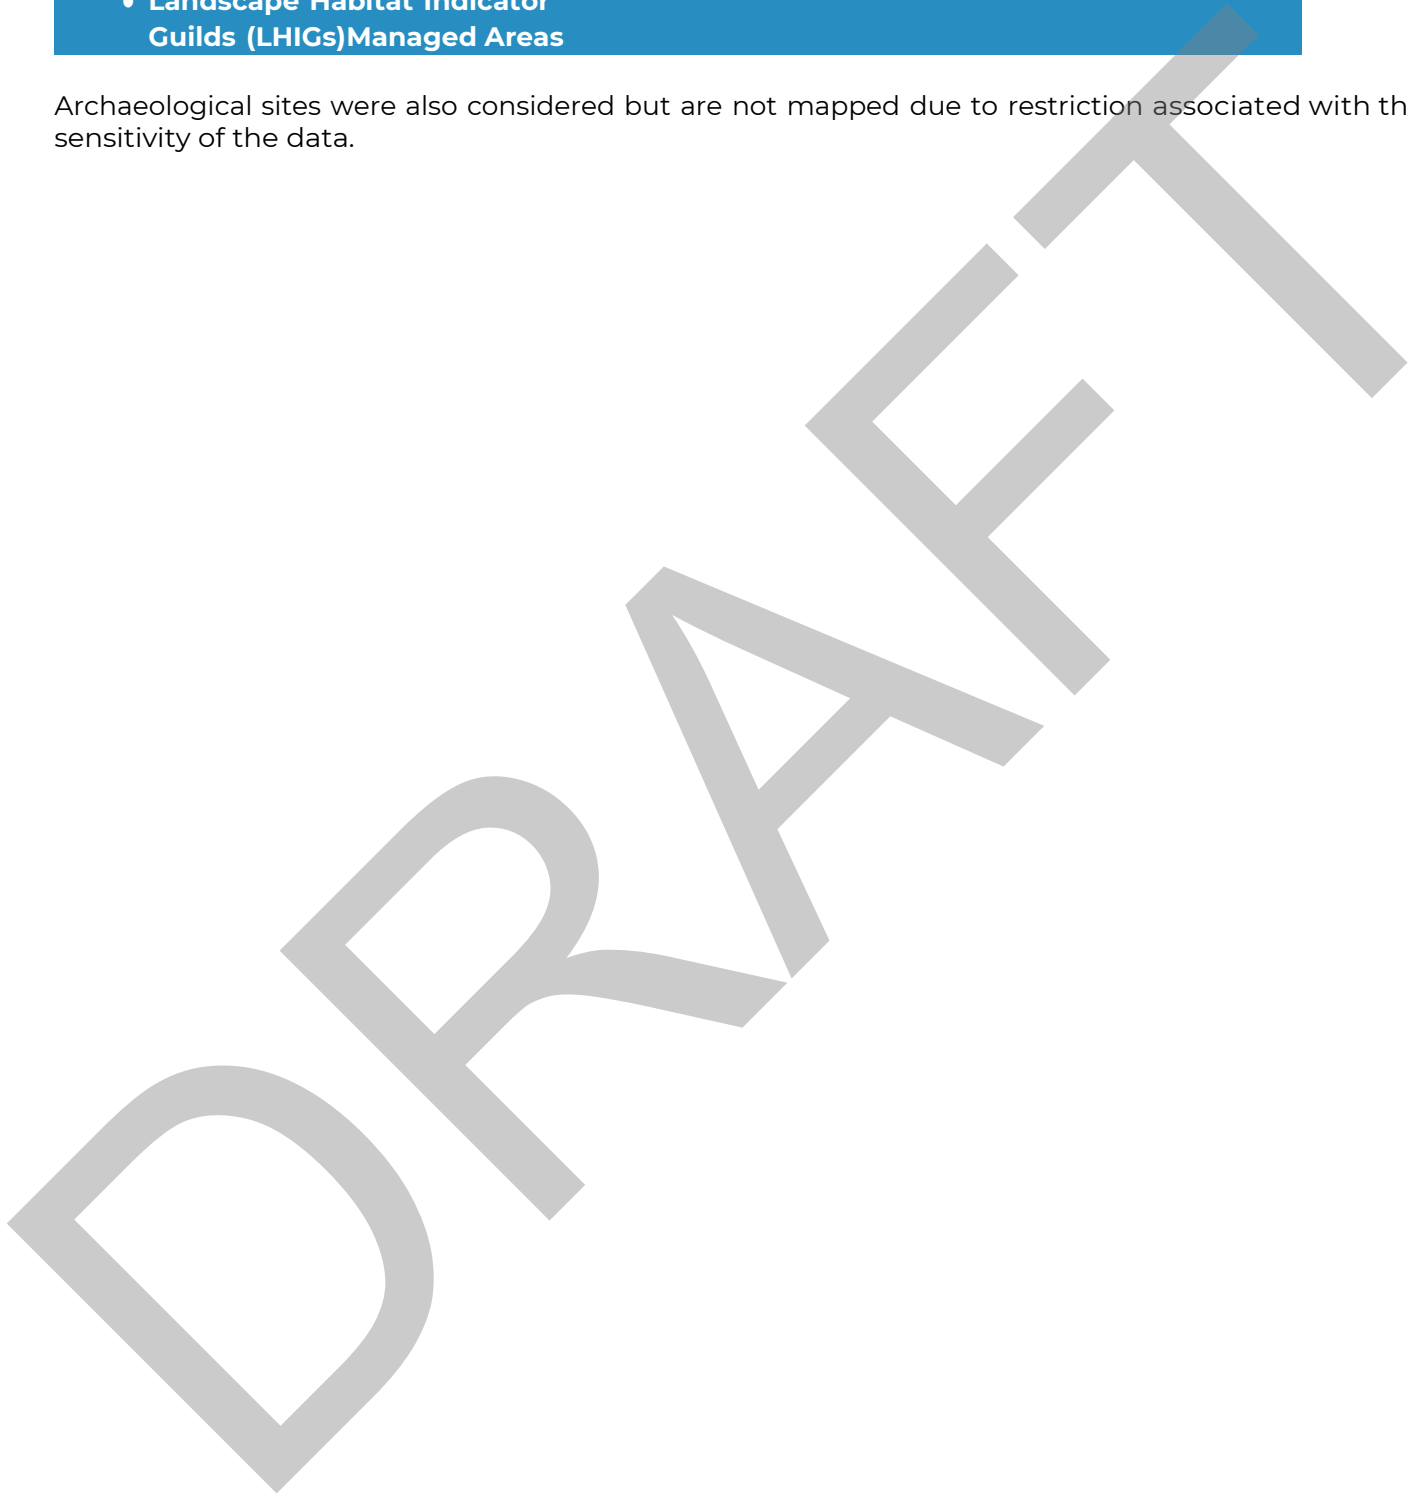 • Landscape Habitat Indicator
Guilds (LHIGs)Managed Areas
Archaeological sites were also considered but are not mapped due to restriction associated with th
sensitivity of the data.
DRAFT